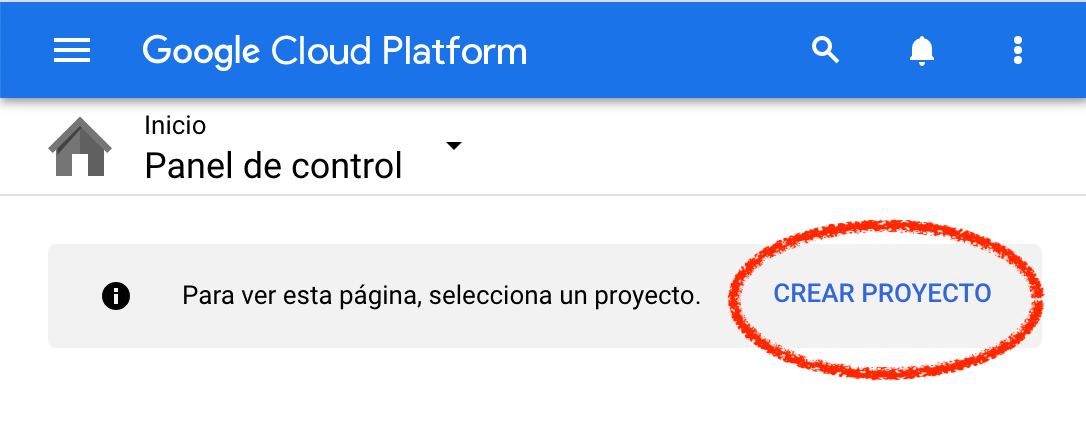 Google Cloud Platform
Inicio
Panel de control
Para ver esta página, selecciona un proyecto. CREAR PROYECTO